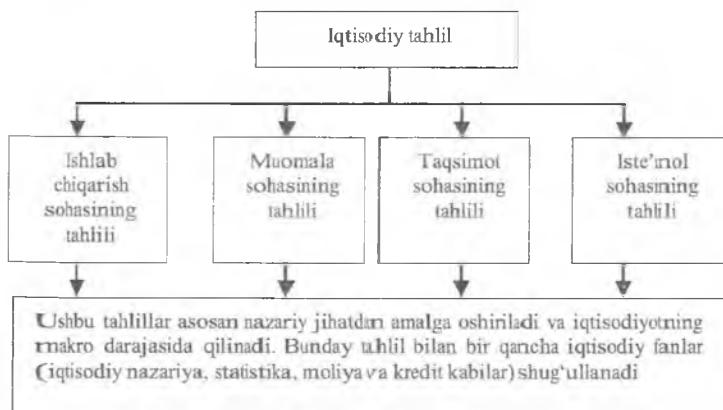 Iqtisodiy tahlil
Ishlab
chiqarish
sohasining
tahlili
Muomala
sohasining
tahlili
Taqsimot
sohasining
tahlili
Iste'mol
sohasining
tahlili
Ushbu tahlillar asosan nazariy jihatdan amalga oshiriladi va iqtisodiyotning
makro darajasida qilinadi. Bunday tahlil bilan bir qancha iqtisodiy fanlar
(iqtisodiy nazariya, statistika, moliya va kredit kabilar) shug'ullanadi